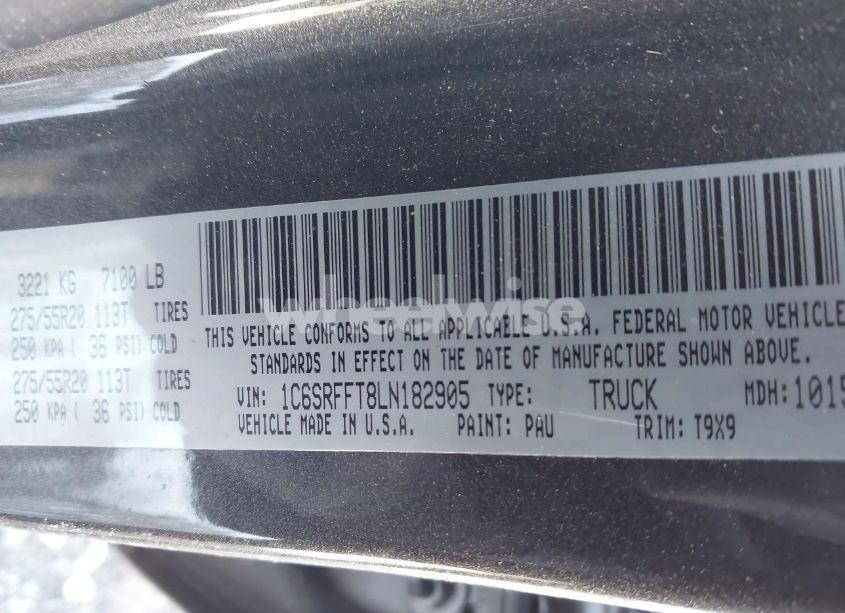 3221 KG 7100 LB
275/55R20 113T TIRES
250 KPA ( 36 PSI) COLD
275/55R20 113T TIRES
250 KPA ( 36 PSI) COLD
wheelwise
THIS VEHICLE CONFORMS TO ALL APPLICABLE U.S.A. FEDERAL MOTOR VEHICLE
STANDARDS IN EFFECT ON THE DATE OF MANUFACTURE SHOWN ABOVE.
VIN: 1C6SRFFT8LN182905 TYPE: TRUCK MDH: 1015
VEHICLE MADE IN U.S.A. PAINT: PAU TRIM: T9X9